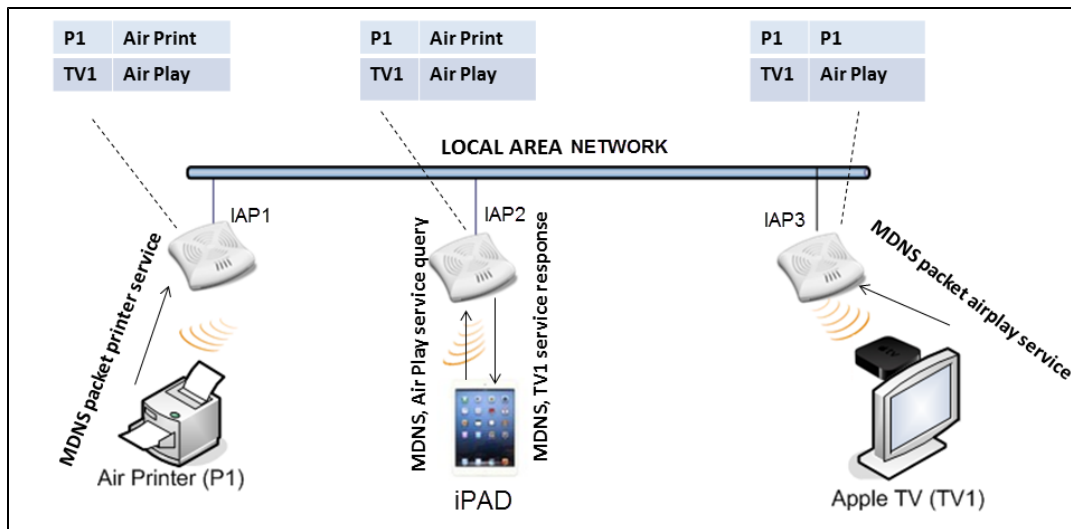 P1 Air Print
TV1 Air Play
P1 Air Print
TV1 Air Play
P1 P1
TV1 Air Play
LOCAL AREA NETWORK
IAP1
IAP2
IAP3
MDNS packet printer service
MDNS, Air Play service query
MDNS, TV1 service response
MDNS packet airplay service
tv
Air Printer (P1)
iPAD
Apple TV (TV1)